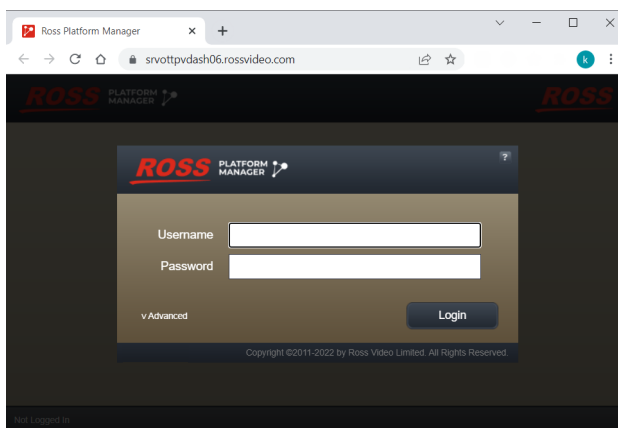 Ross Platform Manager
srvottpvdash06.rossvideo.com
k
ROSS PLATFORM MANAGER ROSS
ROSS PLATFORM MANAGER ?
Username
Password
v Advanced Login
Copyright ©2011-2022 by Ross Video Limited. All Rights Reserved.
Not Logged In